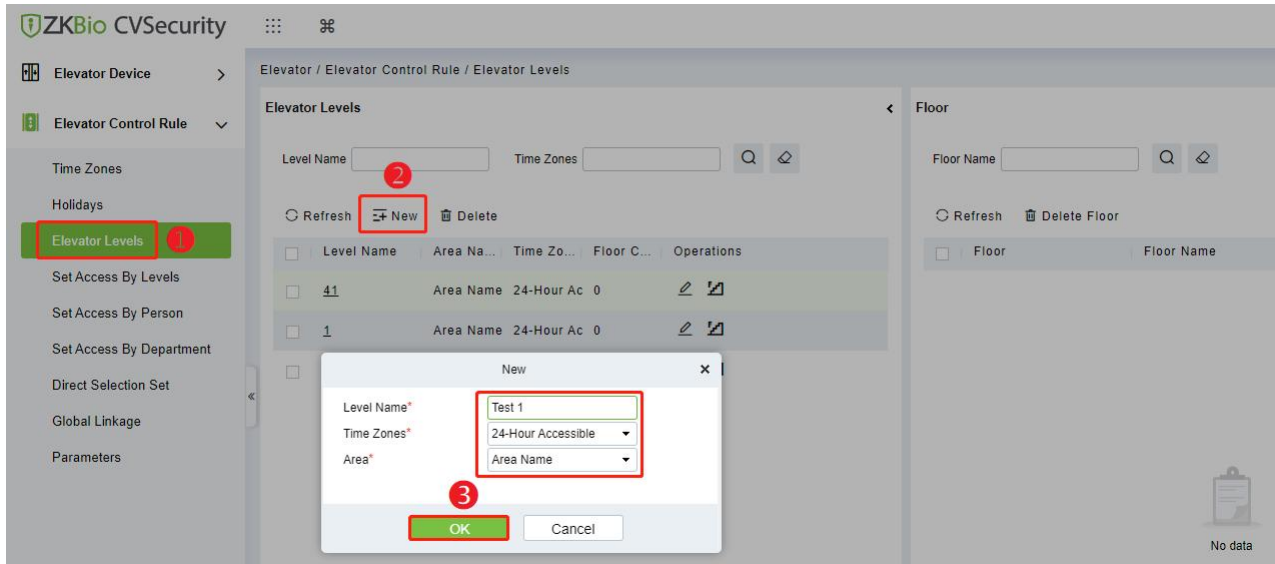 ZKBio CVSecurity
Elevator Device
Elevator Control Rule
Time Zones
Holidays
Elevator Levels
1
Set Access By Levels
Set Access By Person
Set Access By Department
Direct Selection Set
Global Linkage
Parameters
Elevator / Elevator Control Rule / Elevator Levels
Elevator Levels
Level Name
Time Zones
2
Refresh
New
Delete
Level Name Area Na... Time Zo... Floor C... Operations
41 Area Name 24-Hour Ac 0
1 Area Name 24-Hour Ac 0
New
Level Name* Test 1
Time Zones* 24-Hour Accessible
Area* Area Name
3
OK
Cancel
Floor
Floor Name
Refresh
Delete Floor
Floor Floor Name
No data